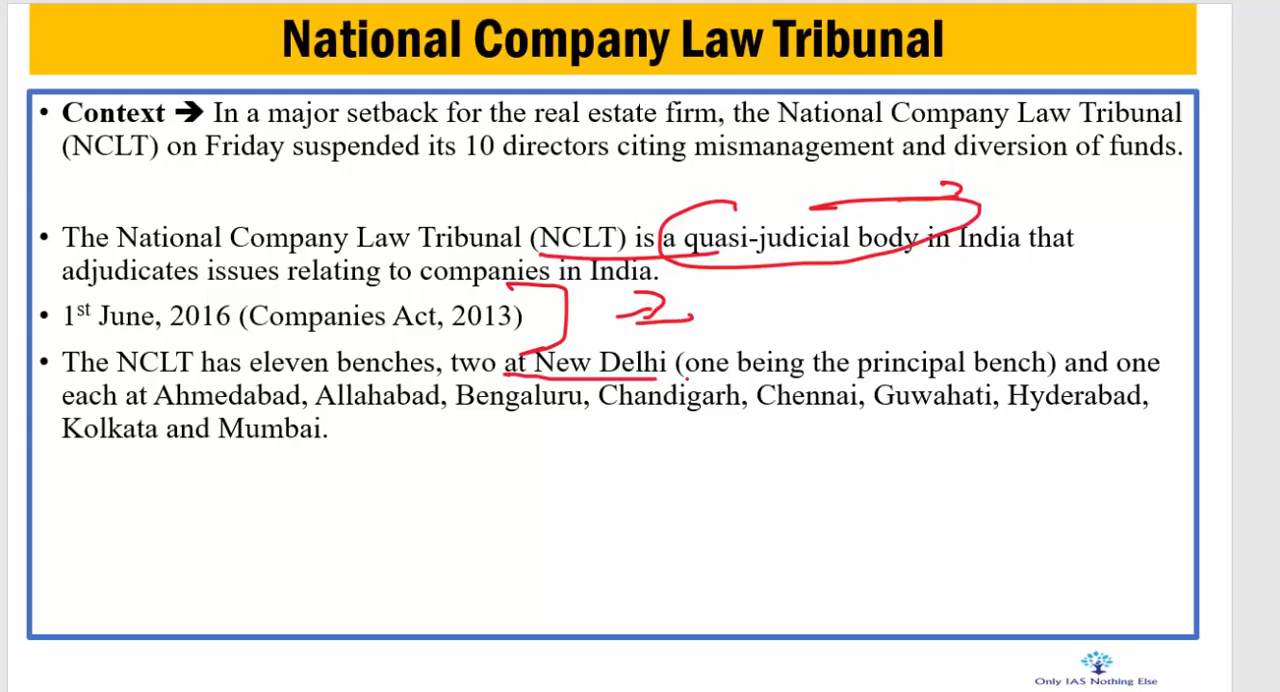 National Company Law Tribunal
• Context ➔ In a major setback for the real estate firm, the National Company Law Tribunal
(NCLT) on Friday suspended its 10 directors citing mismanagement and diversion of funds.
• The National Company Law Tribunal (NCLT) is a quasi-judicial body in India that
adjudicates issues relating to companies in India.
• 1st June, 2016 (Companies Act, 2013)
• The NCLT has eleven benches, two at New Delhi (one being the principal bench) and one
each at Ahmedabad, Allahabad, Bengaluru, Chandigarh, Chennai, Guwahati, Hyderabad,
Kolkata and Mumbai.
Only IAS Nothing Else